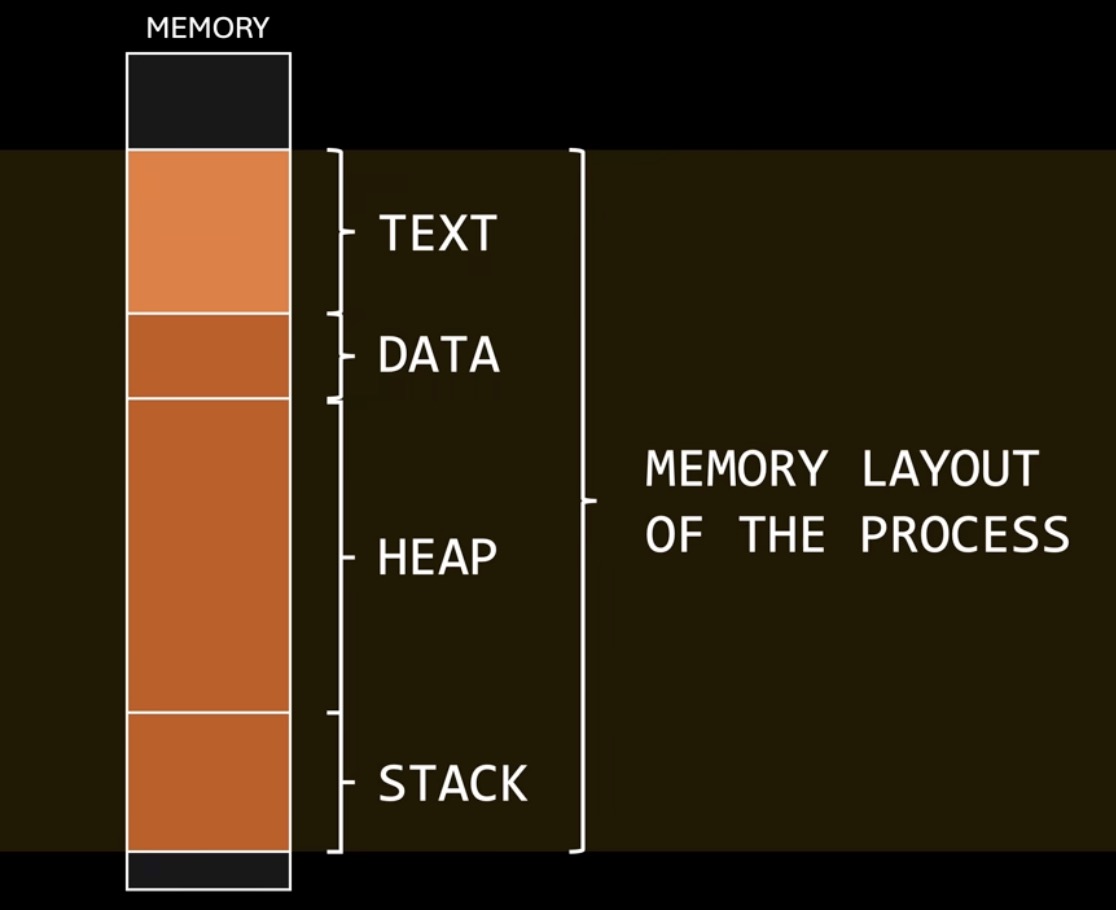 MEMORY
TEXT
DATA
HEAP
MEMORY LAYOUT
OF THE PROCESS
STACK